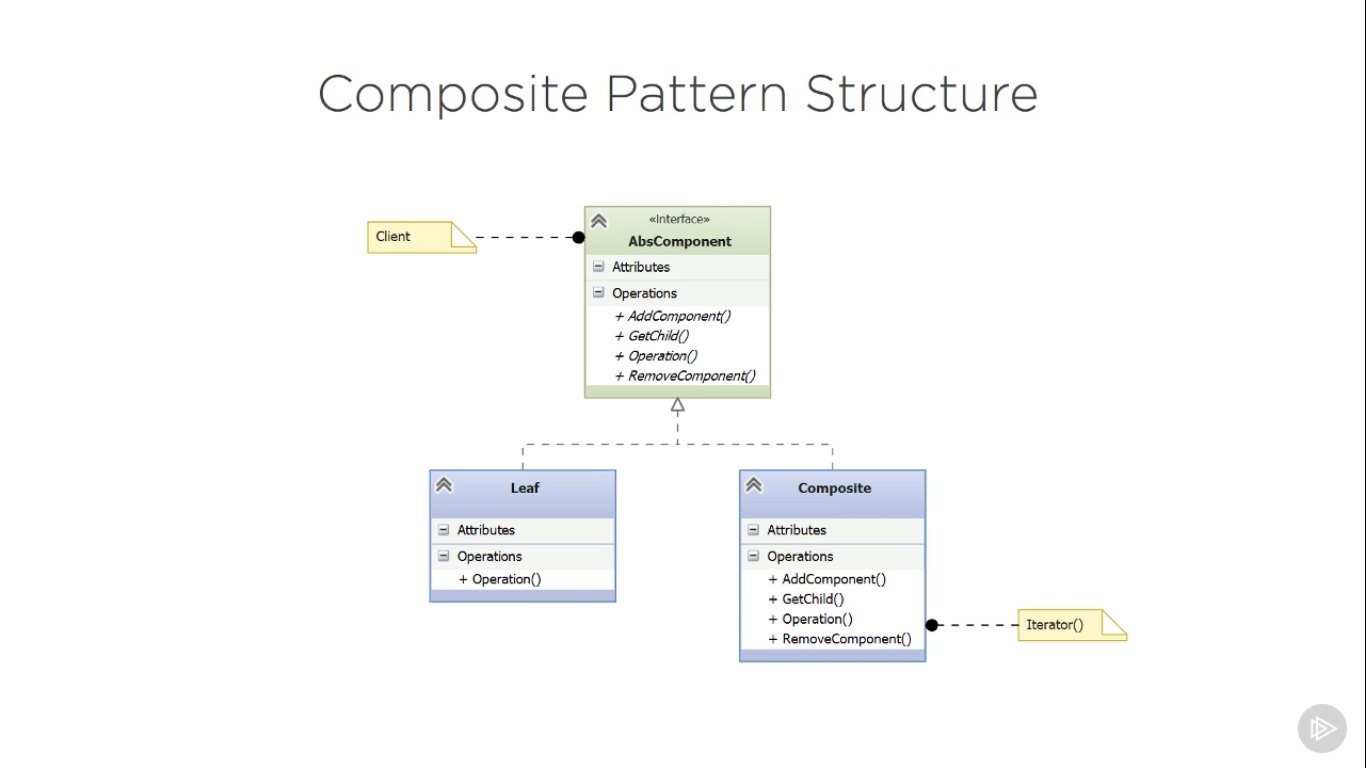 Composite Pattern Structure
Client
«Interface»
AbsComponent
Attributes
Operations
+ AddComponent()
+ GetChild()
+ Operation()
+ RemoveComponent()
Leaf
Attributes
Operations
+ Operation()
Composite
Attributes
Operations
+ AddComponent()
+ GetChild()
+ Operation()
+ RemoveComponent()
Iterator()